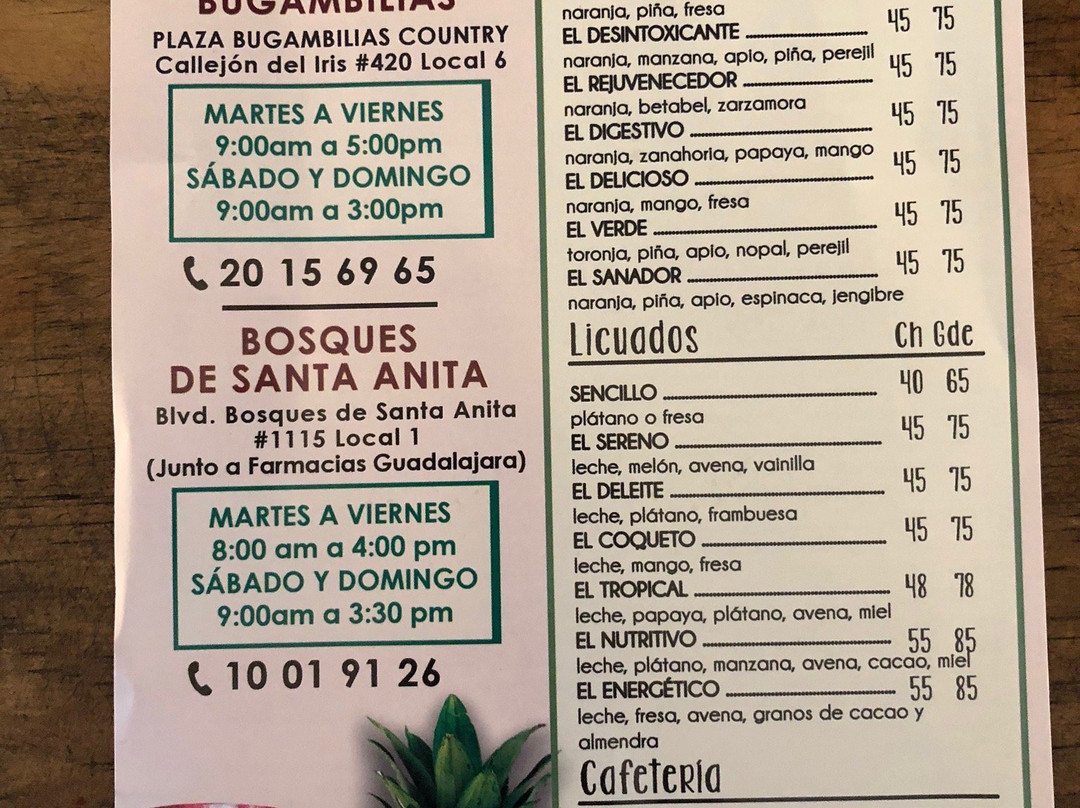 BUGAMBILIAS
PLAZA BUGAMBILIAS COUNTRY
Callejón del Iris #420 Local 6
MARTES A VIERNES
9:00am a 5:00pm
SÁBADO Y DOMINGO
9:00am a 3:00pm
20 15 69 65
BOSQUES
DE SANTA ANITA
Blvd. Bosques de Santa Anita
#1115 Local 1
(Junto a Farmacias Guadalajara)
MARTES A VIERNES
8:00 am a 4:00 pm
SÁBADO Y DOMINGO
9:00am a 3:30 pm
10 01 91 26
naranja, piña, fresa
EL DESINTOXICANTE 45 75
naranja, manzana, apio, piña, perejil
EL REJUVENECEDOR 45 75
naranja, betabel, zarzamora
EL DIGESTIVO 45 75
naranja, zanahoria, papaya, mango
EL DELICIOSO 45 75
naranja, mango, fresa
EL VERDE 45 75
toronja, piña, apio, nopal, perejil
EL SANADOR 45 75
naranja, piña, apio, espinaca, jengibre
Licuados Ch Gde
SENCILLO 40 65
plátano o fresa
EL SERENO 45 75
leche, melón, avena, vainilla
EL DELEITE 45 75
leche, plátano, frambuesa
EL COQUETO 45 75
leche, mango, fresa
EL TROPICAL 48 78
leche, papaya, plátano, avena, miel
EL NUTRITIVO 55 85
leche, plátano, manzana, avena, cacao, miel
EL ENERGÉTICO 55 85
leche, fresa, avena, granos de cacao y
almendra
Cafetería